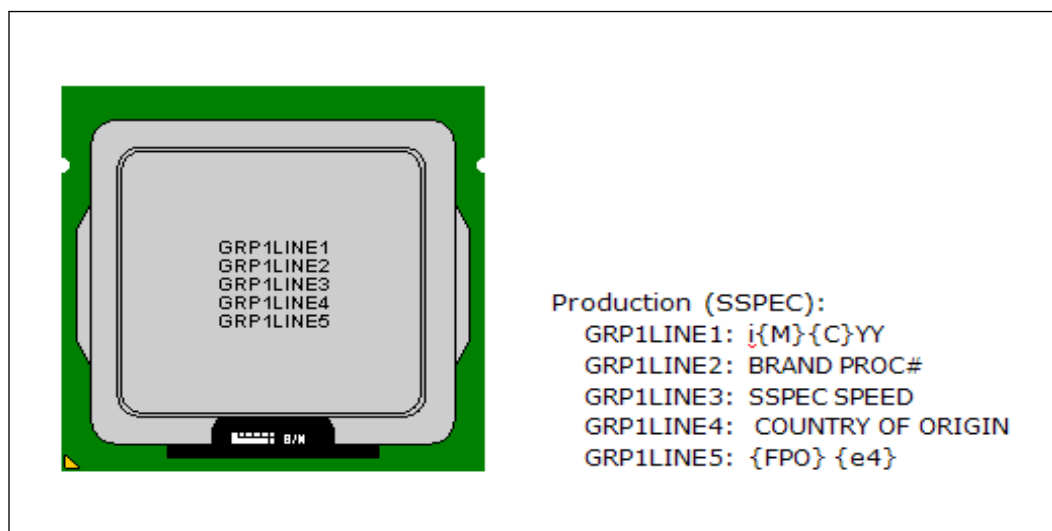 GRP1LINE1
GRP1LINE2
GRP1LINE3
GRP1LINE4
GRP1LINE5
S/N
Production (SSPEC):
GRP1LINE1: i{M}{C}YY
GRP1LINE2: BRAND PROC#
GRP1LINE3: SSPEC SPEED
GRP1LINE4: COUNTRY OF ORIGIN
GRP1LINE5: {FPO} {e4}